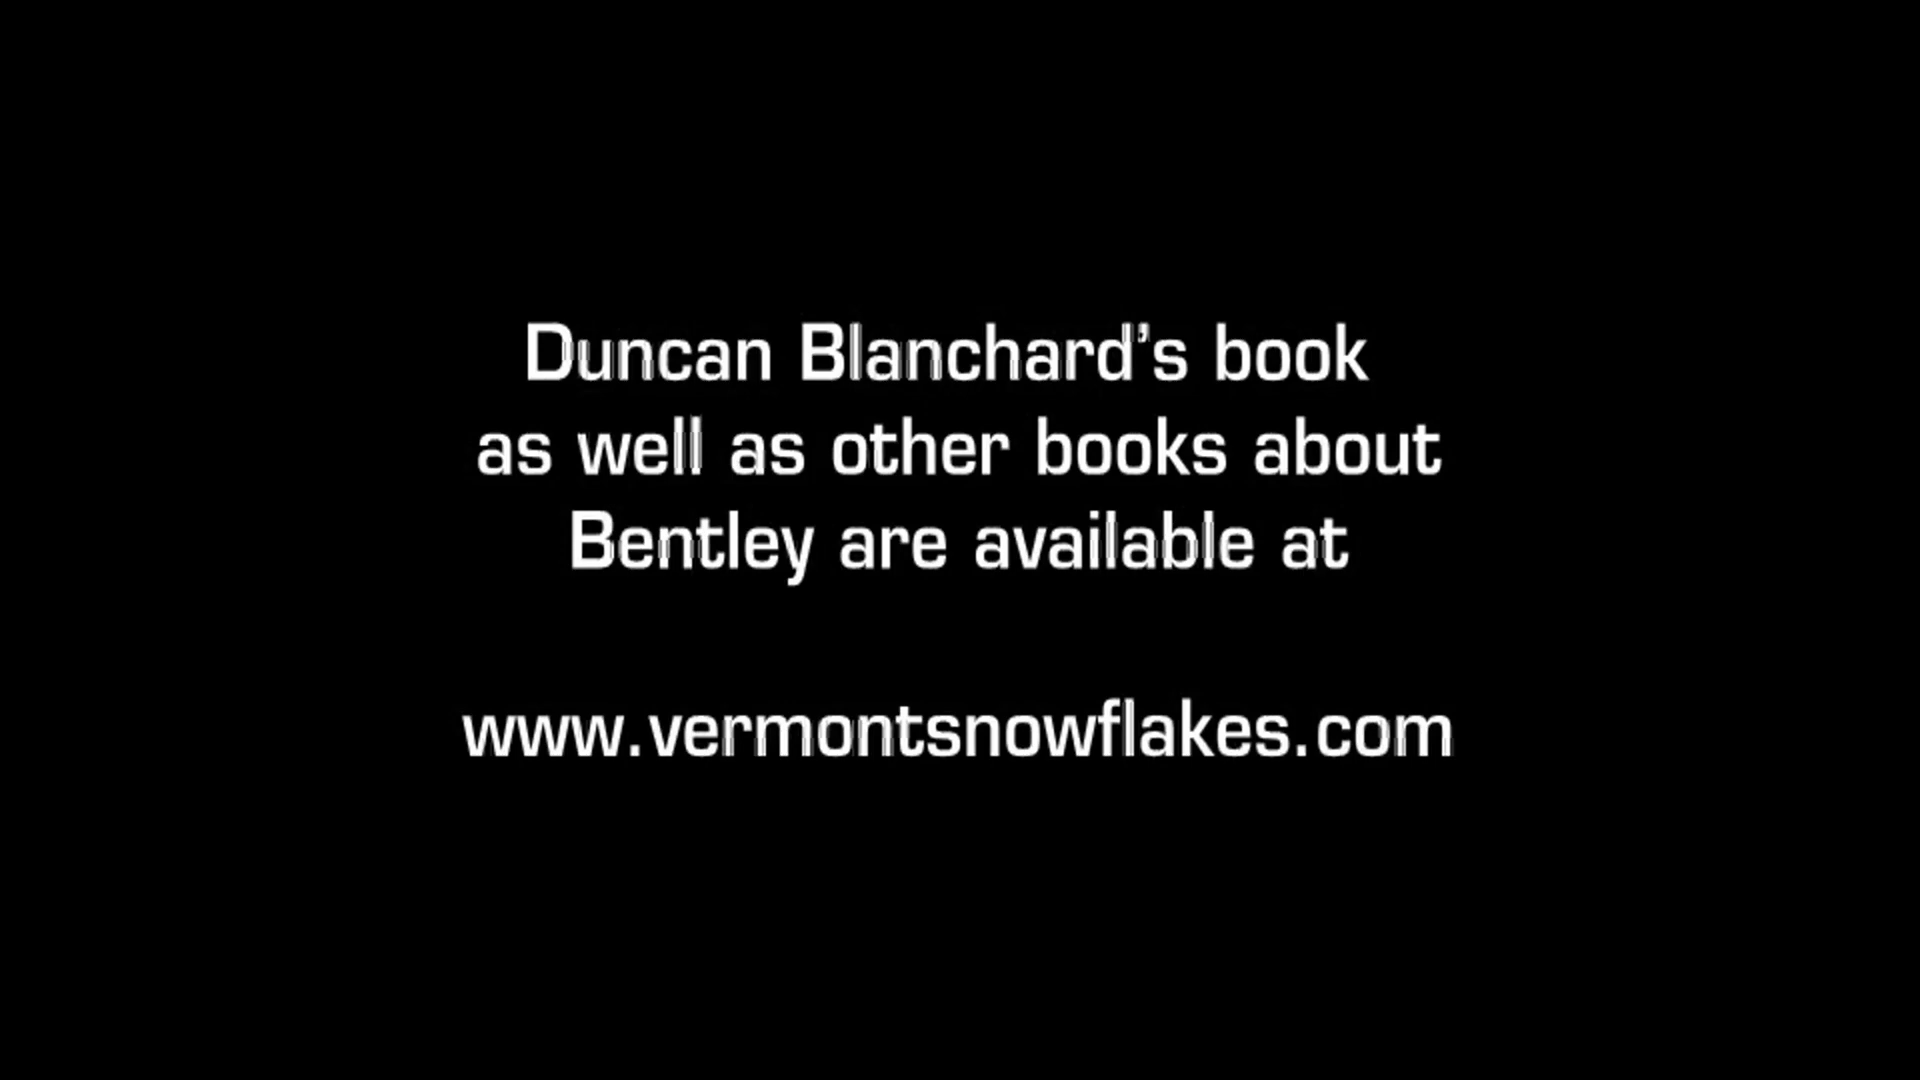 Duncan Blanchard’s book
as well as other books about
Bentley are available at
www.vermontsnowflakes.com